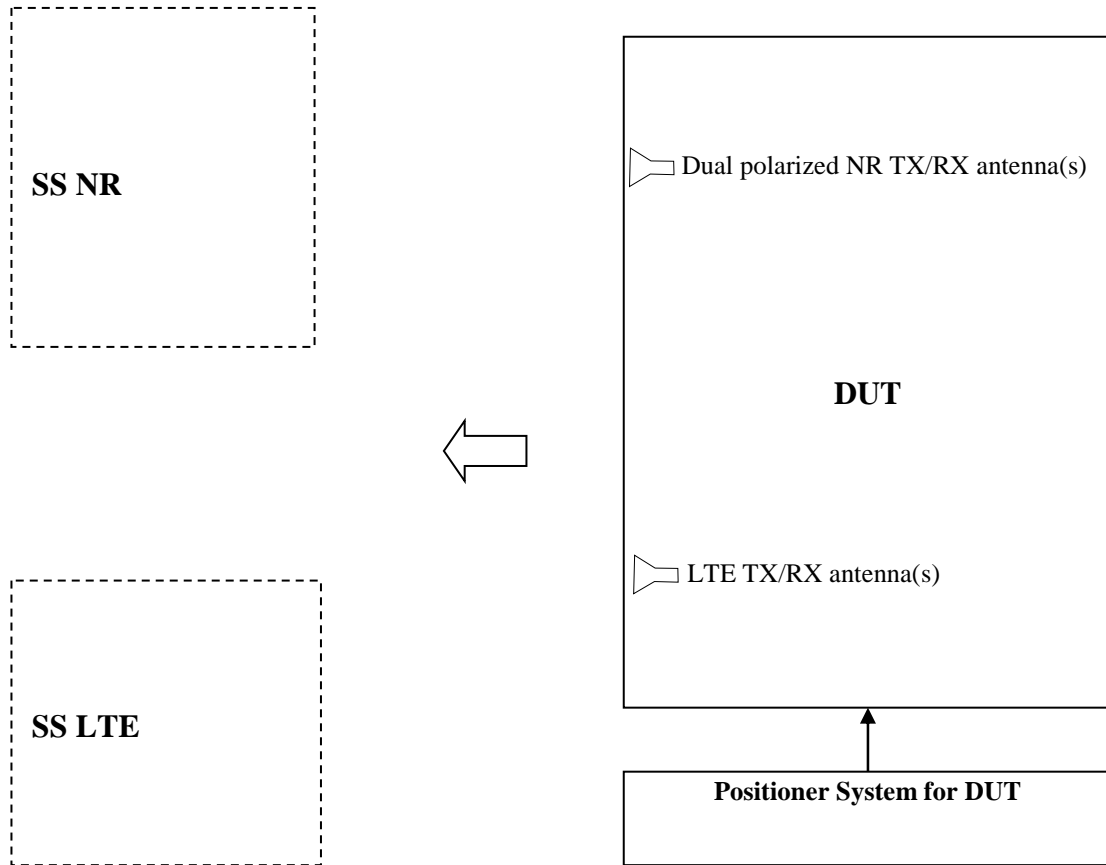 SS NR
Dual polarized NR TX/RX antenna(s)
DUT
LTE TX/RX antenna(s)
SS LTE
Positioner System for DUT